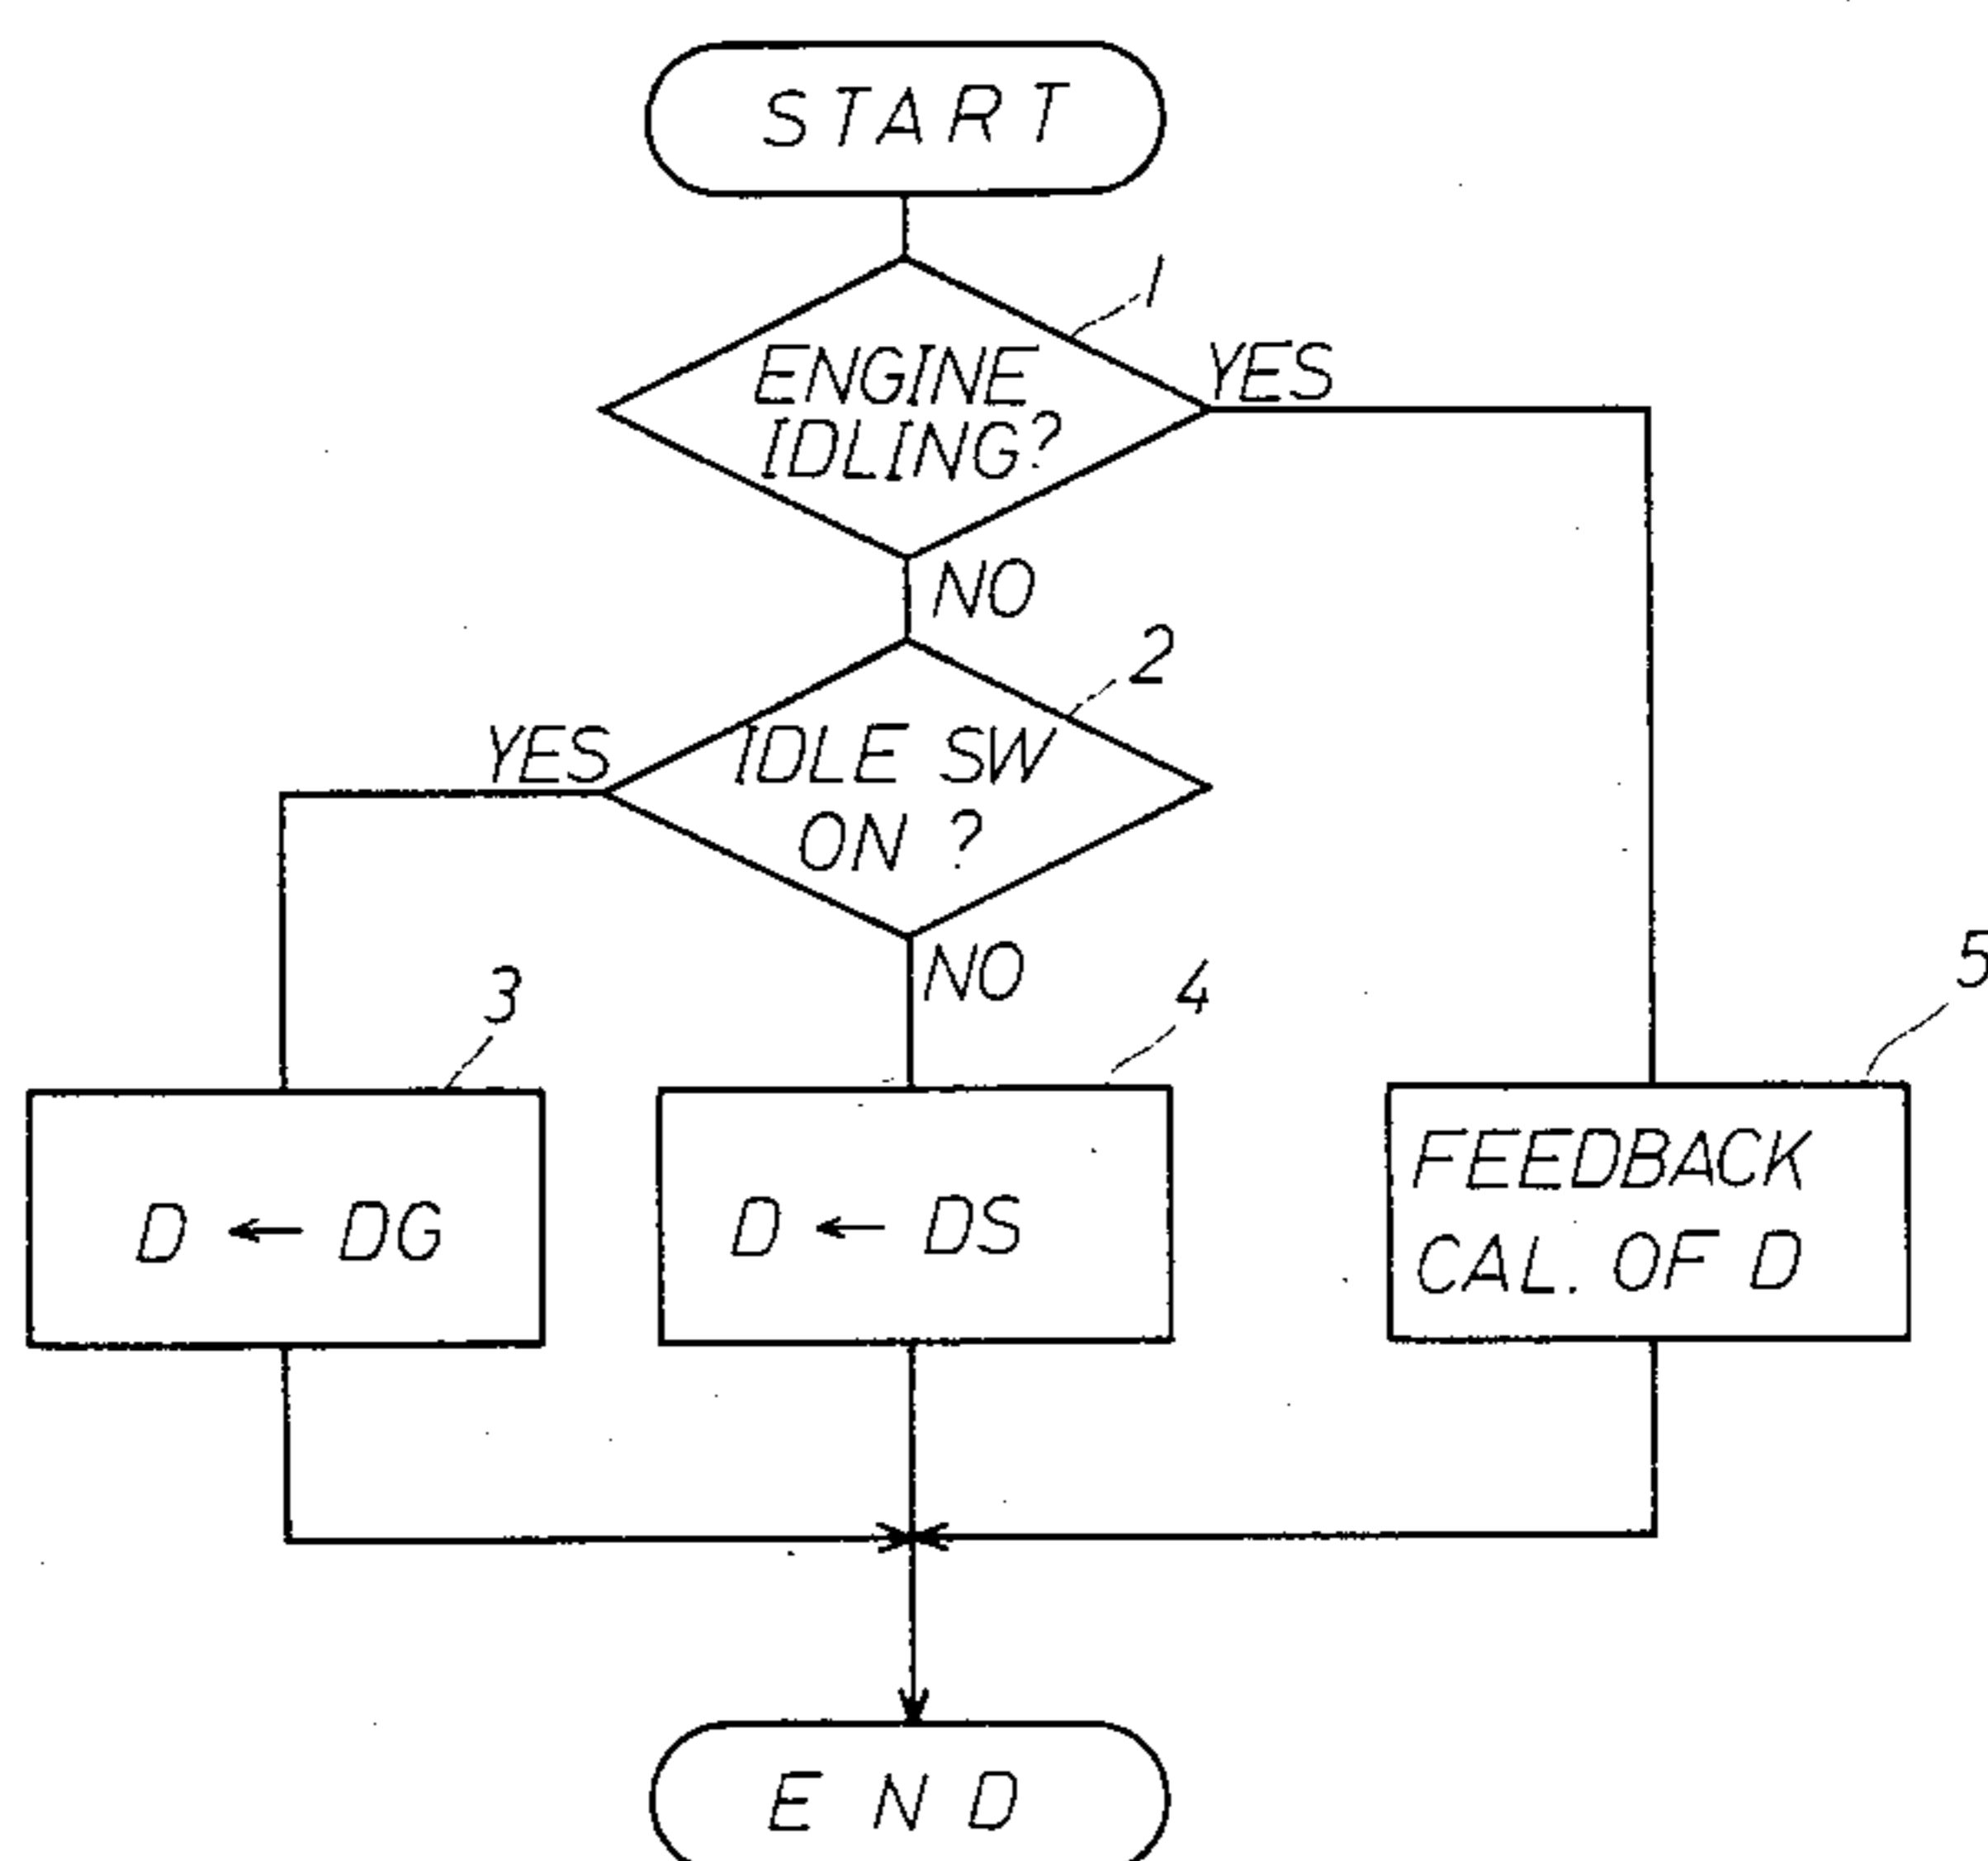 START
1
ENGINE
IDLING?
YES
NO
2
YES
IDLE SW
ON ?
NO
3
4
5
D ← DG
D ← DS
FEEDBACK
CAL. OF D
END